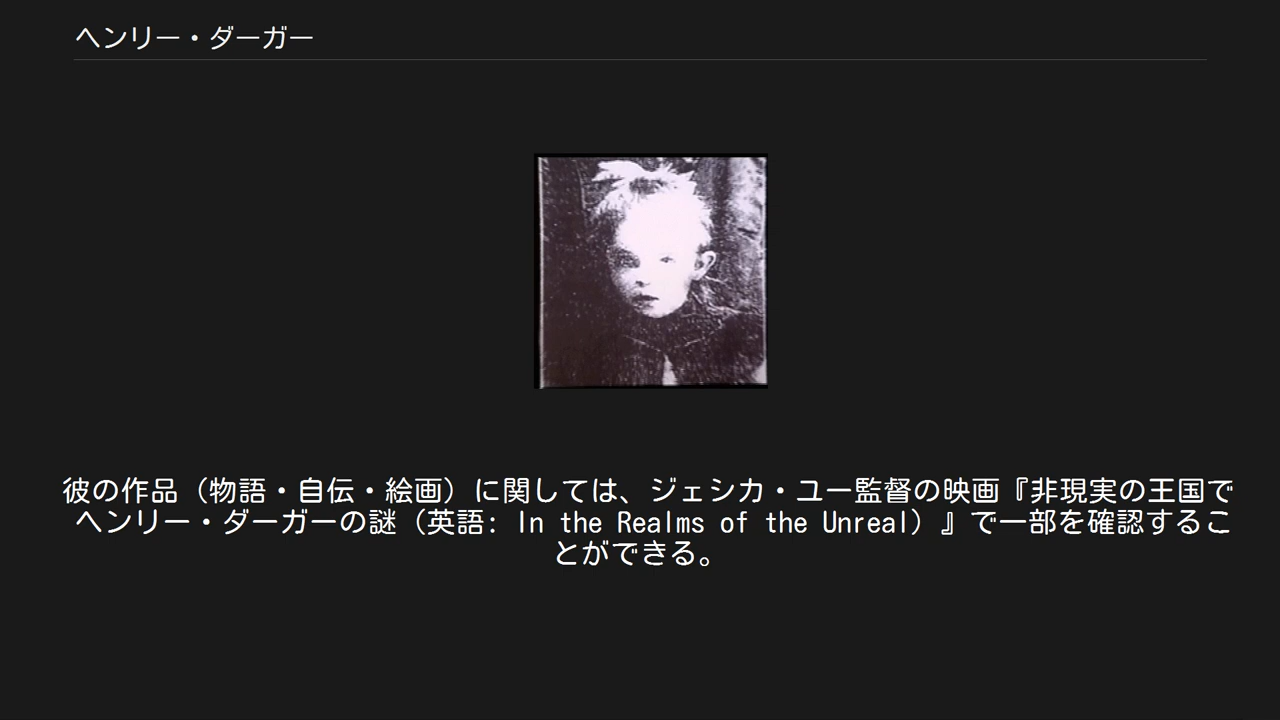 ヘンリー・ダーガー
彼の作品（物語・自伝・絵画）に関しては、ジェシカ・ユー監督の映画『非現実の王国で
ヘンリー・ダーガーの謎（英語: In the Realms of the Unreal）』で一部を確認するこ
とができる。